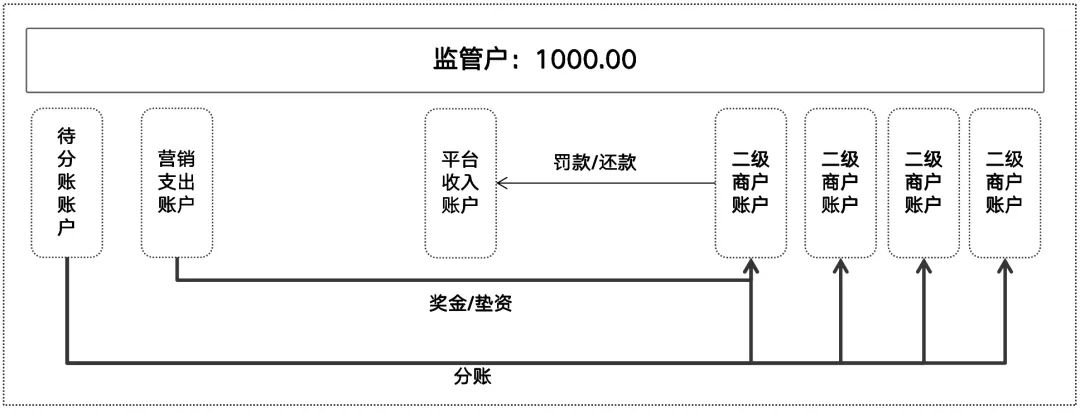 监管户：1000.00
待
分
账
账
户
营销
支出
账户
平台
收入
账户
罚款/还款
二级
商户
账户
二级
商户
账户
二级
商户
账户
二级
商户
账户
奖金/垫资
分账